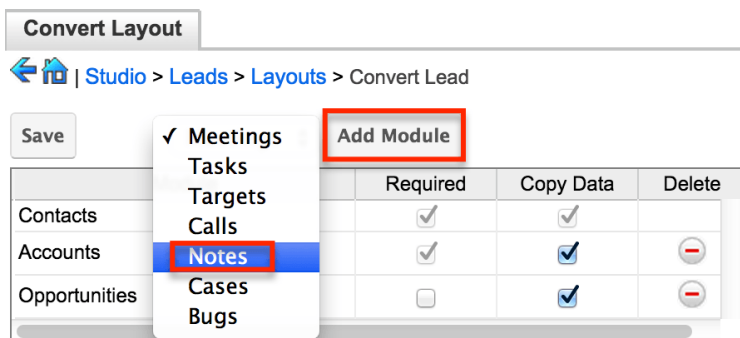 Convert Layout
| Studio > Leads > Layouts > Convert Lead
Save
✓ Meetings
Add Module
Tasks
Targets
Calls
Notes
Cases
Bugs
Required
Copy Data
Delete
Contacts
Accounts
Opportunities